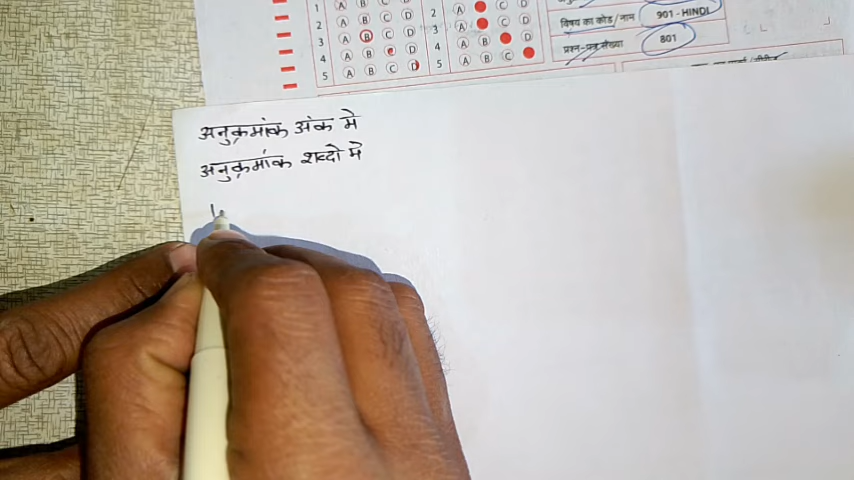 1 A B C D 2 A C D
2 A B C D 3 A C D
3 A B C D 4 A B D
4 A B C D 5 A B C
5 A B C D
विषय का कोड / नाम 901-HINDI
प्रश्न-पत्र संख्या 801
अनुक्रमांक अंक मे
अनुक्रमांक शब्दो मे